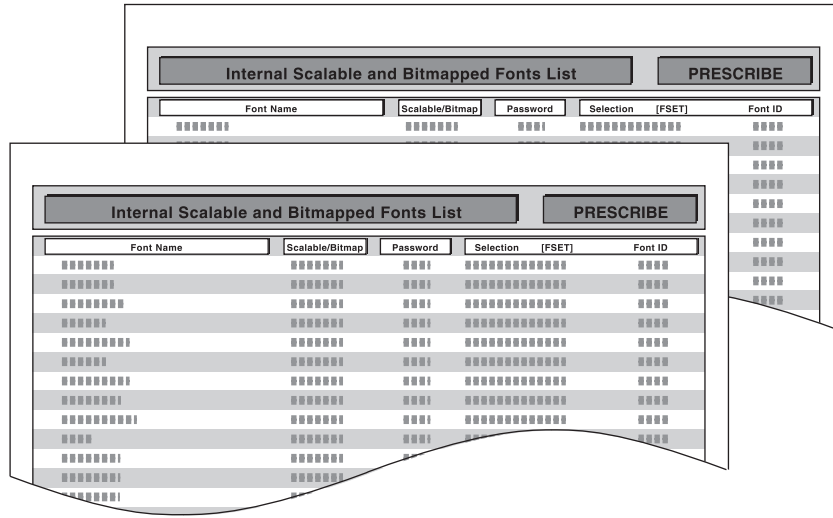 Internal Scalable and Bitmapped Fonts List PRESCRIBE
Font Name Scalable/Bitmap Password Selection [FSET] Font ID
Internal Scalable and Bitmapped Fonts List PRESCRIBE
Font Name Scalable/Bitmap Password Selection [FSET] Font ID